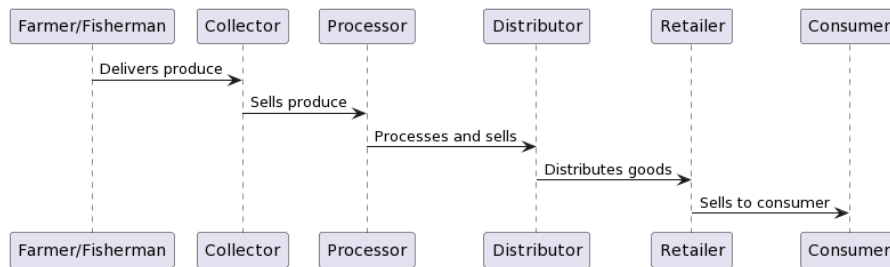 Farmer/Fisherman Collector Processor Distributor Retailer Consumer
Delivers produce
Sells produce
Processes and sells
Distributes goods
Sells to consumer
Farmer/Fisherman Collector Processor Distributor Retailer Consumer